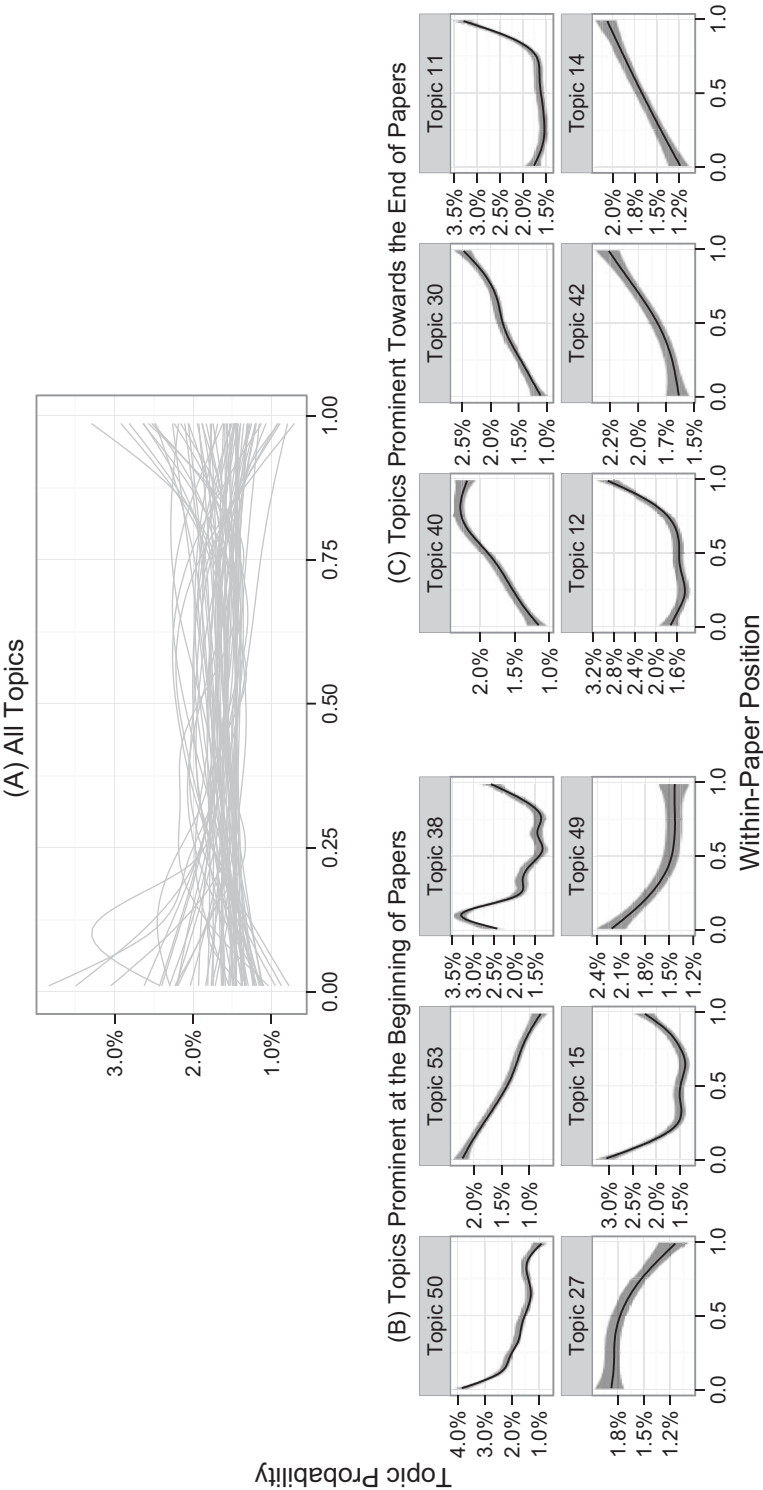 (A) All Topics
3.0%
2.0%
1.0%
0.00 0.25 0.50 0.75 1.00
Topic Probability
(B) Topics Prominent at the Beginning of Papers
Topic 50 Topic 53 Topic 38
4.0% 3.0% 2.0% 1.0%
2.0% 1.5% 1.0%
3.5% 3.0% 2.5% 2.0% 1.5%
Topic 27 Topic 15 Topic 49
1.8% 1.5% 1.2%
3.0% 2.5% 2.0% 1.5%
2.4% 2.1% 1.8% 1.5% 1.2%
0.0 0.5 1.0 0.0 0.5 1.0 0.0 0.5 1.0
(C) Topics Prominent Towards the End of Papers
Topic 40 Topic 30 Topic 11
2.0% 1.5% 1.0%
2.5% 2.0% 1.5% 1.0%
3.5% 3.0% 2.5% 2.0% 1.5%
Topic 12 Topic 42 Topic 14
3.2% 2.8% 2.4% 2.0% 1.6%
2.2% 2.0% 1.7% 1.5%
2.0% 1.8% 1.5% 1.2%
0.0 0.5 1.0 0.0 0.5 1.0 0.0 0.5 1.0
Within-Paper Position